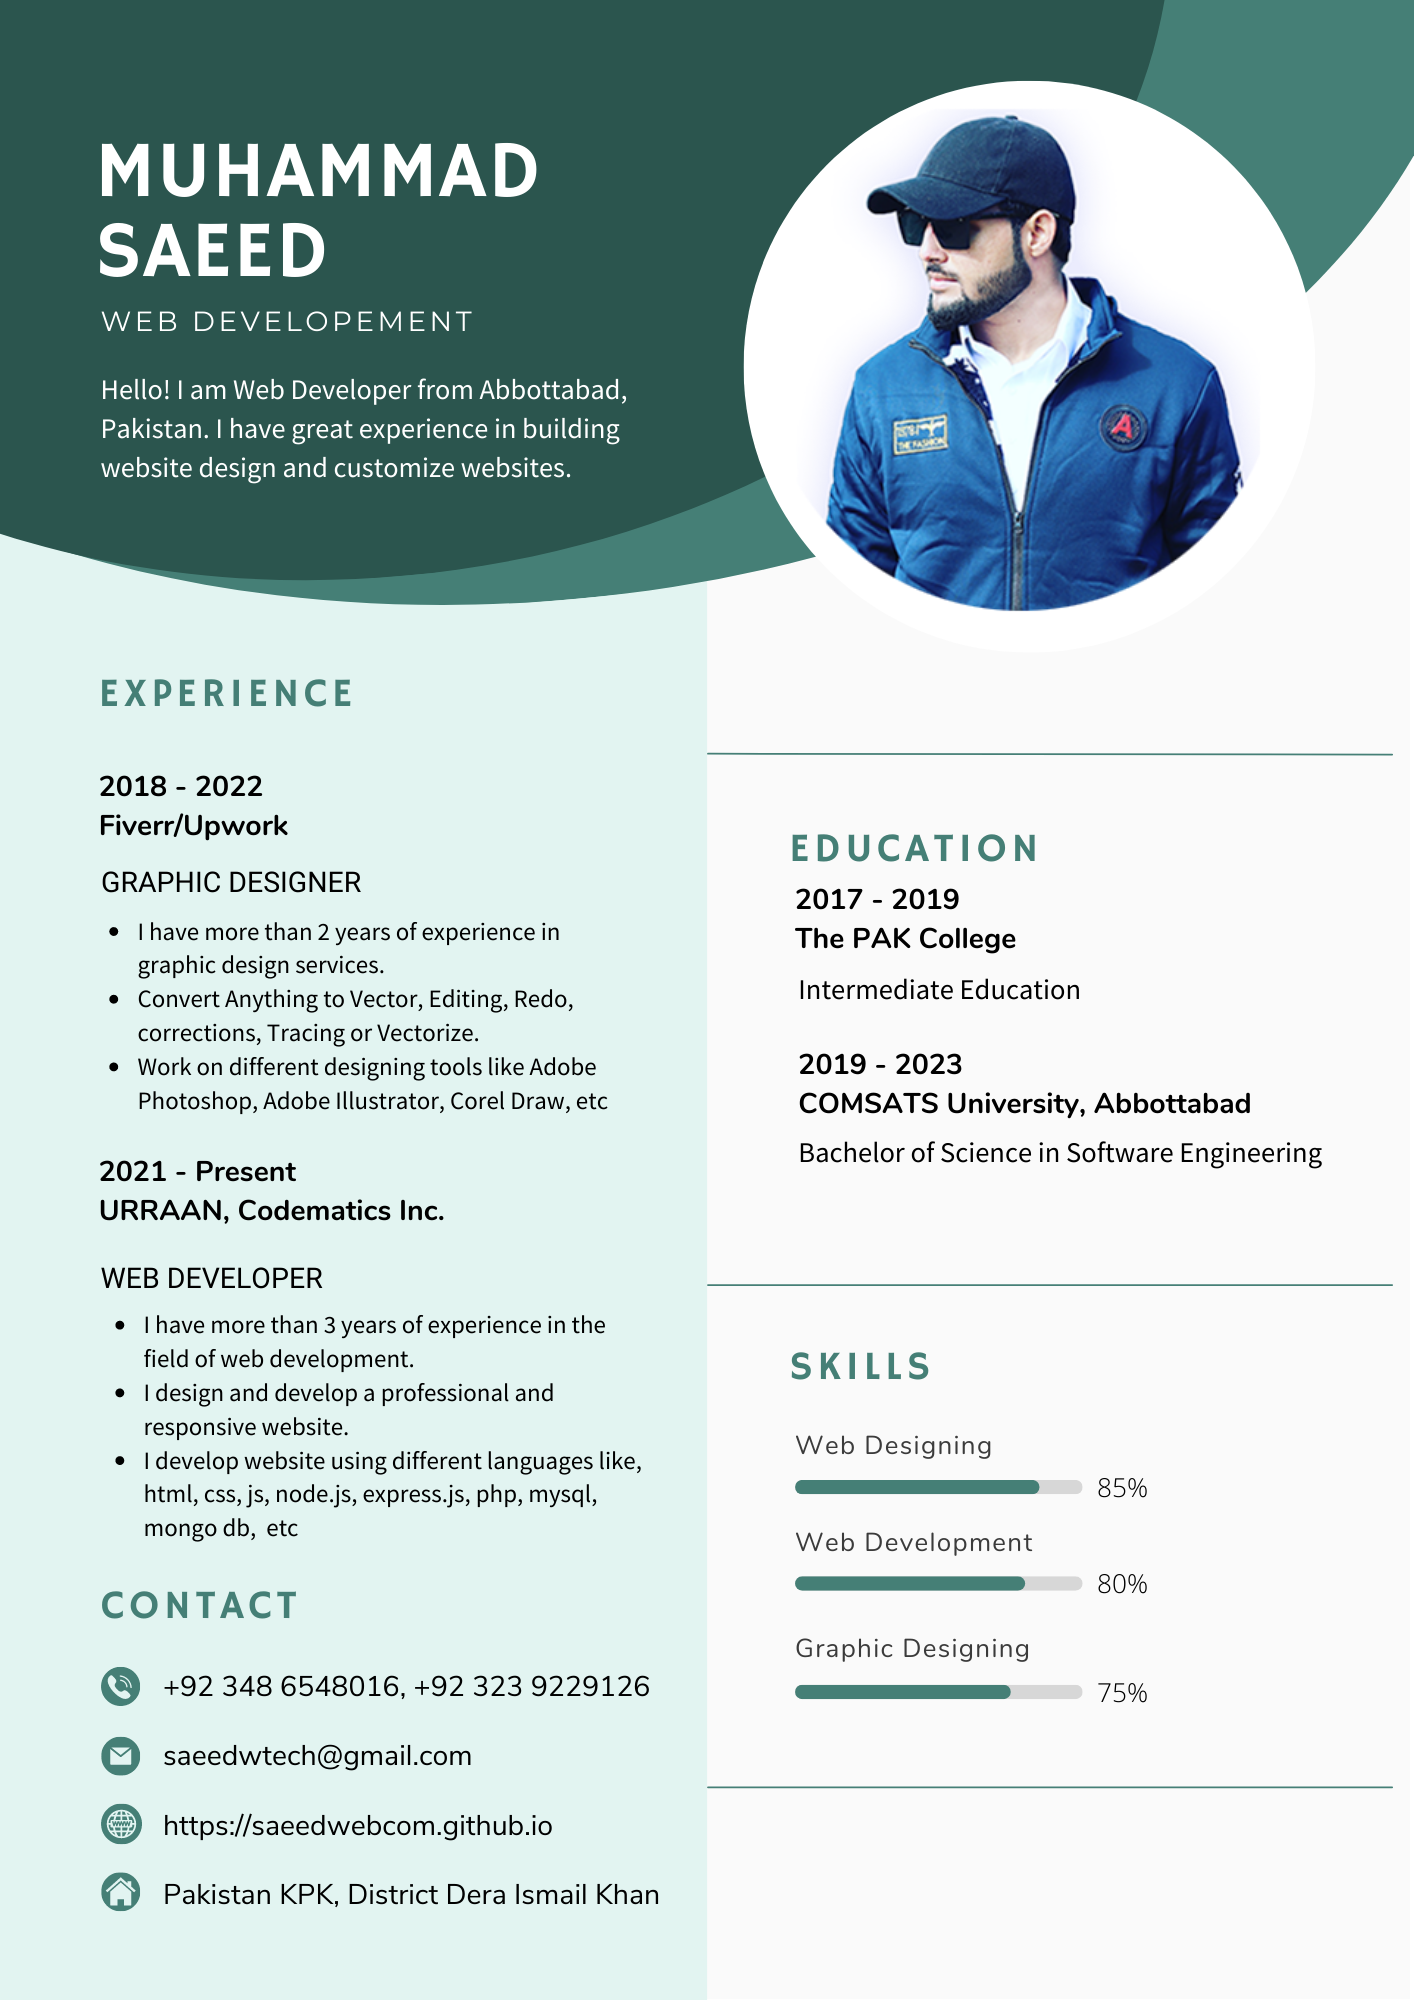 MUHAMMAD
SAEED
WEB DEVELOPEMENT
Hello! I am Web Developer from Abbottabad,
Pakistan. I have great experience in building
website design and customize websites.
THE FASHION
A
EXPERIENCE
2018 - 2022
Fiverr/Upwork
GRAPHIC DESIGNER
• I have more than 2 years of experience in
graphic design services.
• Convert Anything to Vector, Editing, Redo,
corrections, Tracing or Vectorize.
• Work on different designing tools like Adobe
Photoshop, Adobe Illustrator, Corel Draw, etc
2021 - Present
URRAAN, Codematics Inc.
WEB DEVELOPER
• I have more than 3 years of experience in the
field of web development.
• I design and develop a professional and
responsive website.
• I develop website using different languages like,
html, css, js, node.js, express.js, php, mysql,
mongo db,  etc
CONTACT
+92 348 6548016, +92 323 9229126
saeedwtech@gmail.com
https://saeedwebcom.github.io
Pakistan KPK, District Dera Ismail Khan
EDUCATION
2017 - 2019
The PAK College
Intermediate Education
2019 - 2023
COMSATS University, Abbottabad
Bachelor of Science in Software Engineering
SKILLS
Web Designing
85%
Web Development
80%
Graphic Designing
75%